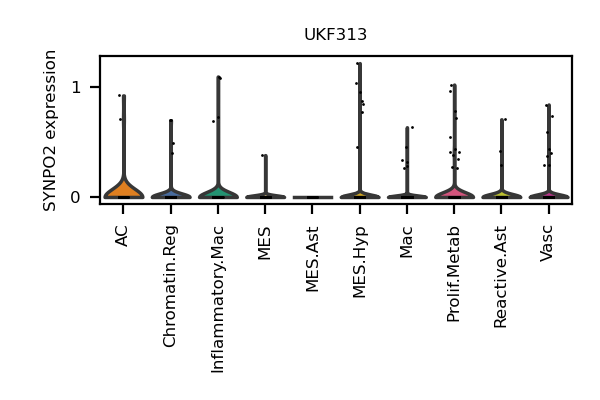 UKF313
SYNPO2 expression
1
0
AC
Chromatin.Reg
Inflammatory.Mac
MES
MES.Ast
MES.Hyp
Mac
Prolif.Metab
Reactive.Ast
Vasc